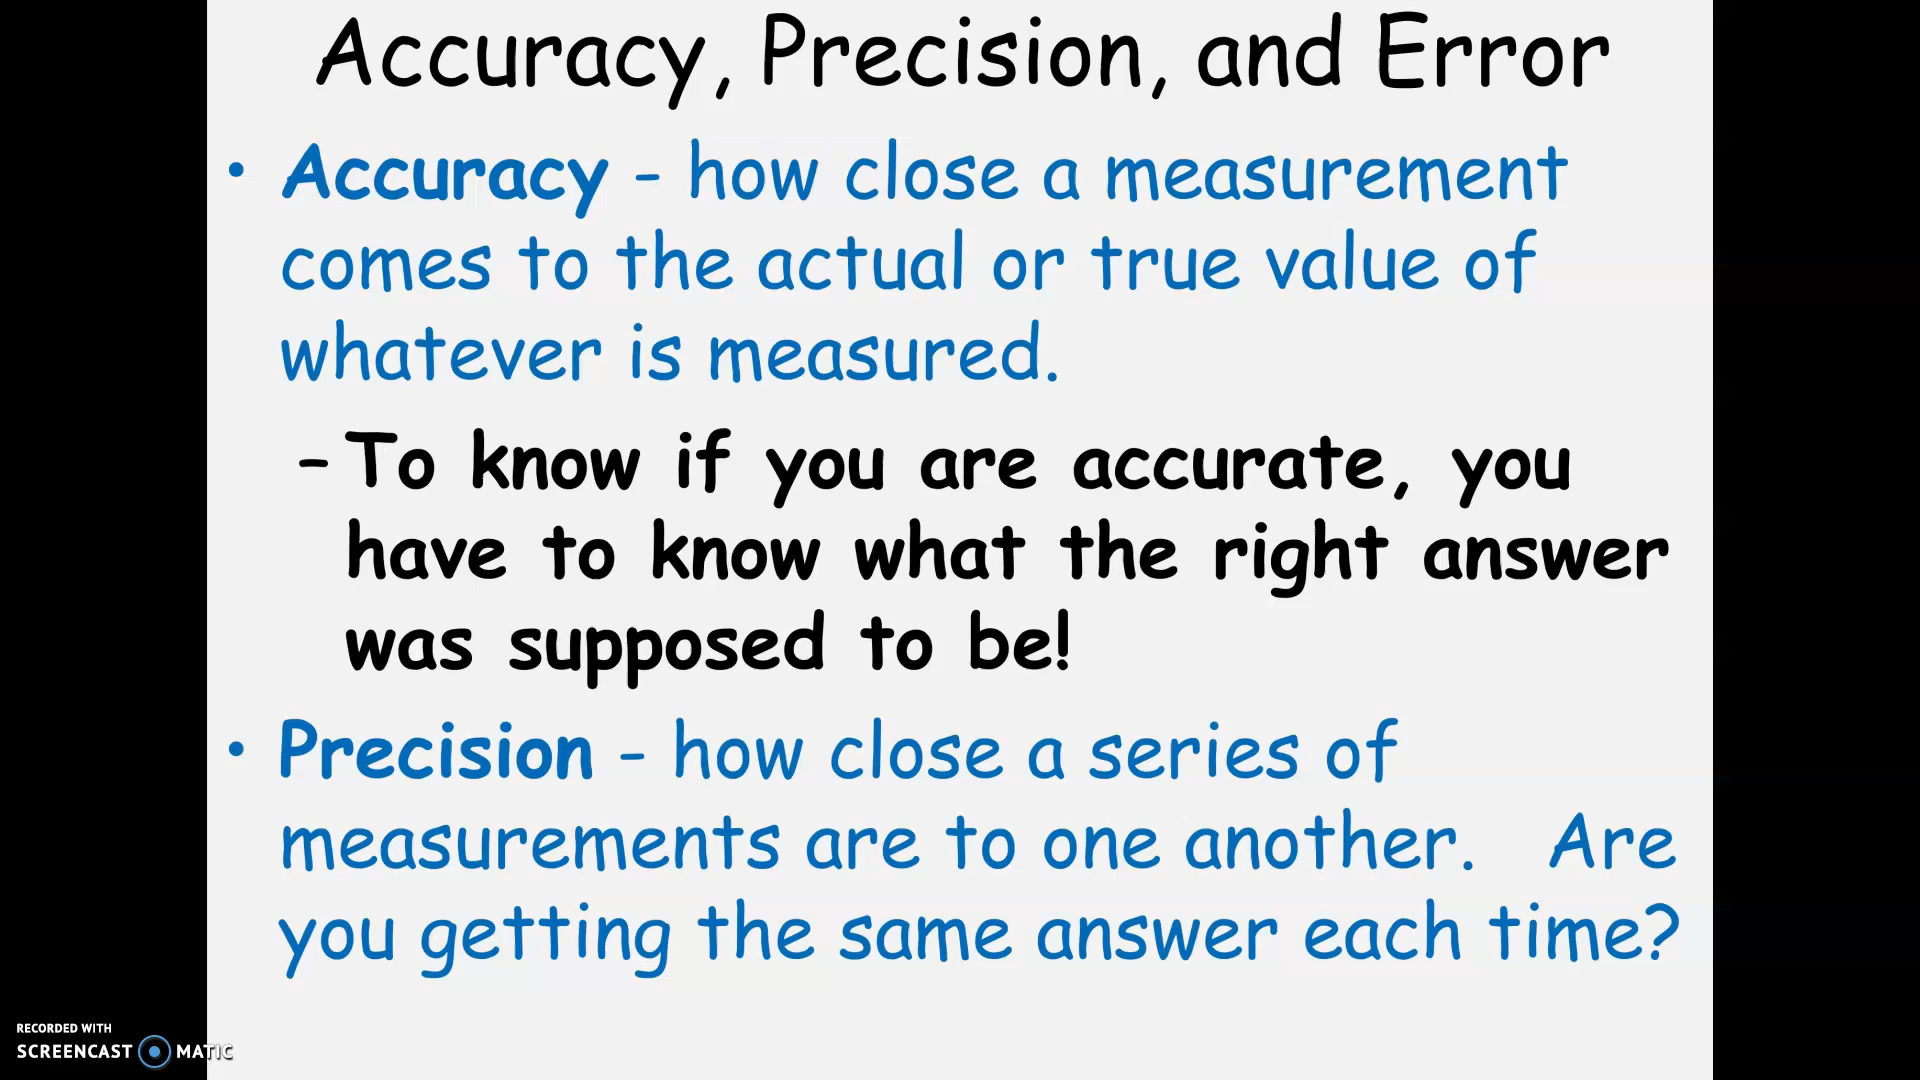 Accuracy, Precision, and Error
• Accuracy - how close a measurement
comes to the actual or true value of
whatever is measured.
– To know if you are accurate, you
have to know what the right answer
was supposed to be!
• Precision - how close a series of
measurements are to one another. Are
you getting the same answer each time?
RECORDED WITH
SCREENCAST MATIC